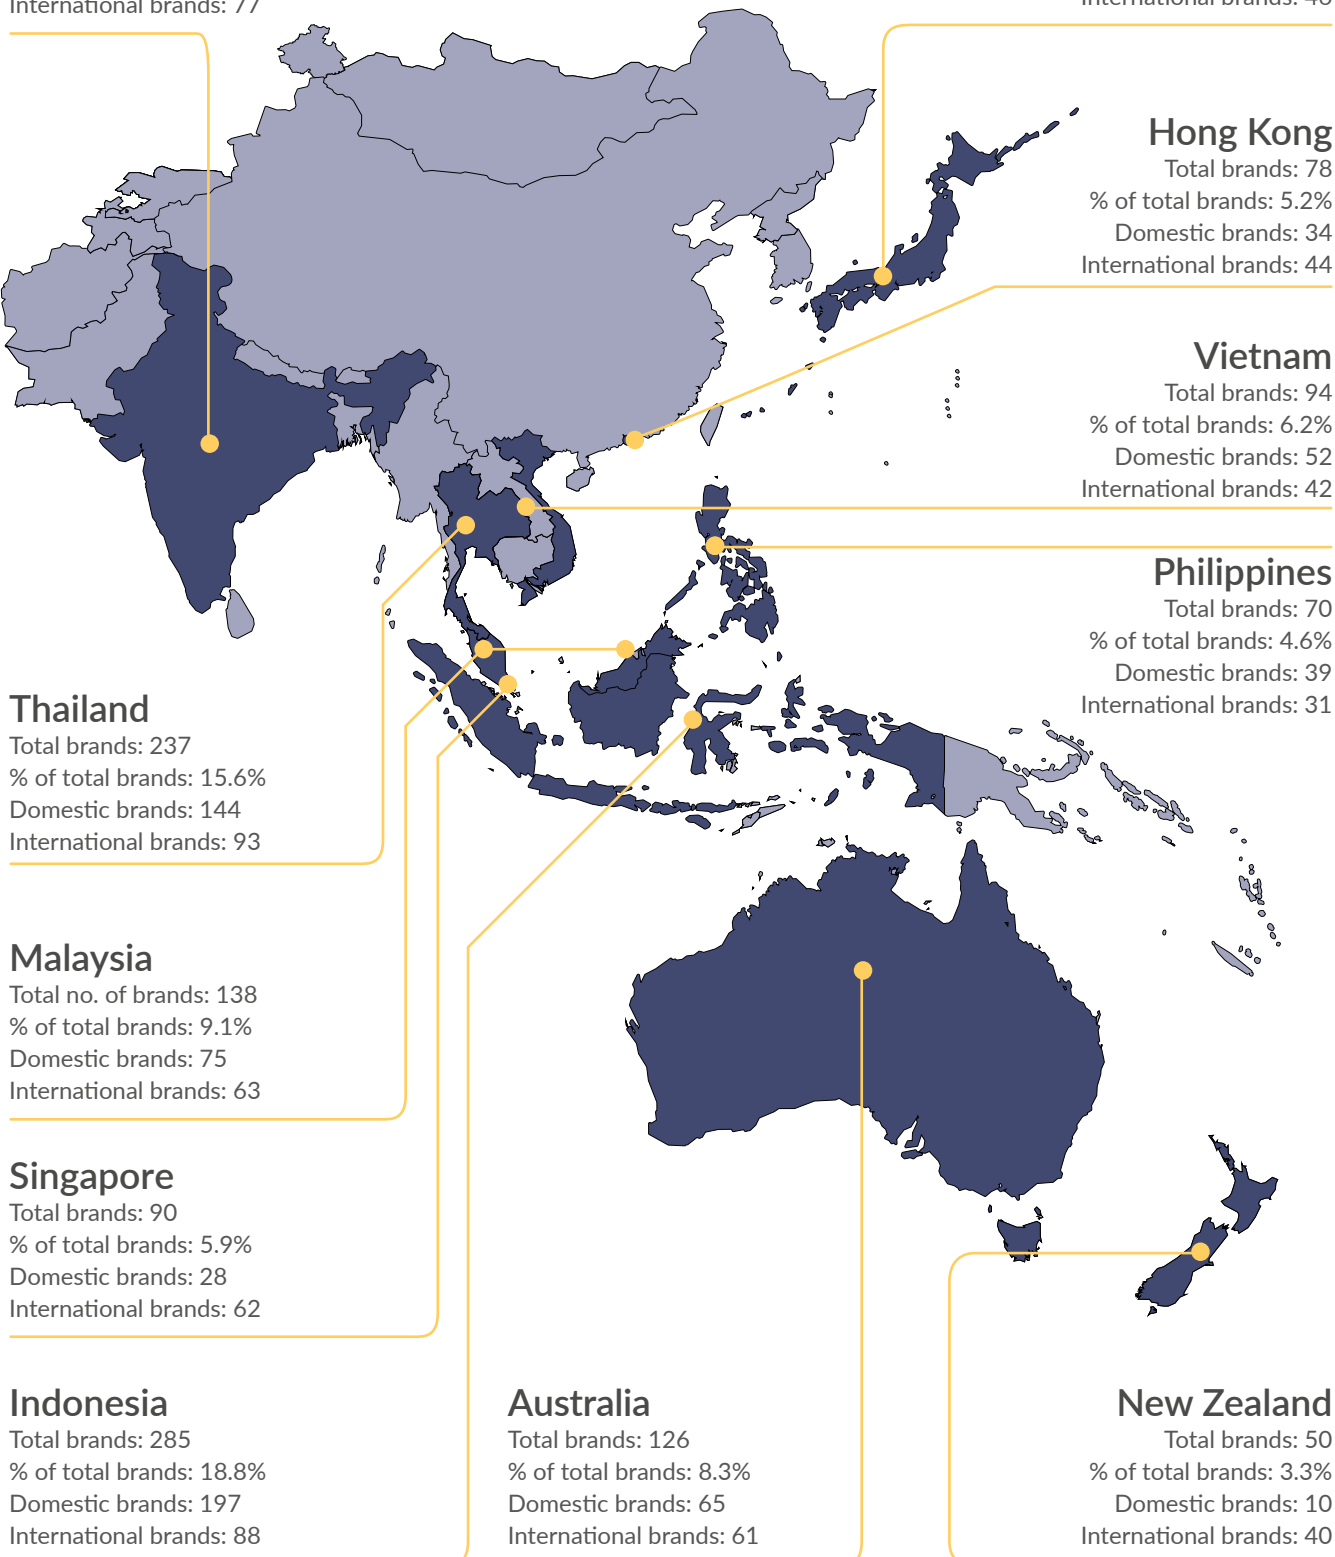 International brands: 77
Hong Kong
Total brands: 78
% of total brands: 5.2%
Domestic brands: 34
International brands: 44
Vietnam
Total brands: 94
% of total brands: 6.2%
Domestic brands: 52
International brands: 42
Philippines
Total brands: 70
% of total brands: 4.6%
Domestic brands: 39
International brands: 31
Thailand
Total brands: 237
% of total brands: 15.6%
Domestic brands: 144
International brands: 93
Malaysia
Total no. of brands: 138
% of total brands: 9.1%
Domestic brands: 75
International brands: 63
Singapore
Total brands: 90
% of total brands: 5.9%
Domestic brands: 28
International brands: 62
Indonesia
Total brands: 285
% of total brands: 18.8%
Domestic brands: 197
International brands: 88
Australia
Total brands: 126
% of total brands: 8.3%
Domestic brands: 65
International brands: 61
New Zealand
Total brands: 50
% of total brands: 3.3%
Domestic brands: 10
International brands: 40